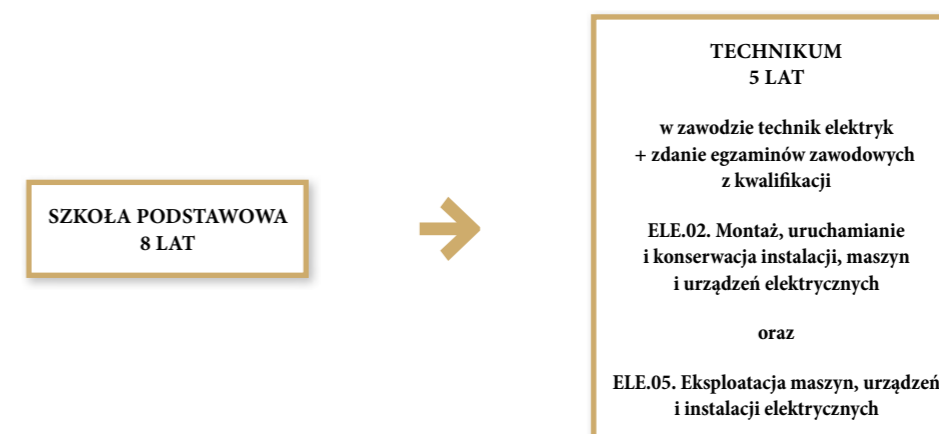 SZKOŁA PODSTAWOWA
8 LAT
TECHNIKUM
5 LAT
w zawodzie technik elektryk
+ zdanie egzaminów zawodowych
z kwalifikacji
ELE.02. Montaż, uruchamianie
i konserwacja instalacji, maszyn
i urządzeń elektrycznych
oraz
ELE.05. Eksploatacja maszyn, urządzeń
i instalacji elektrycznych